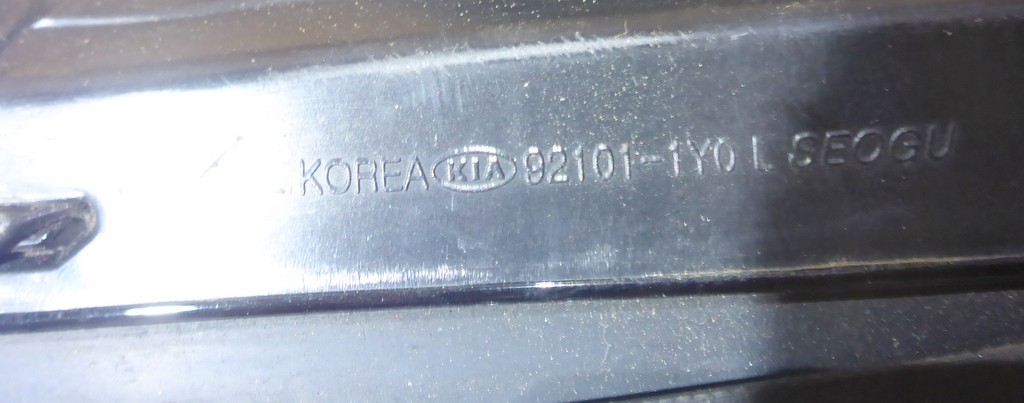 KOREA KIA 92101-1Y0 L SEOGU